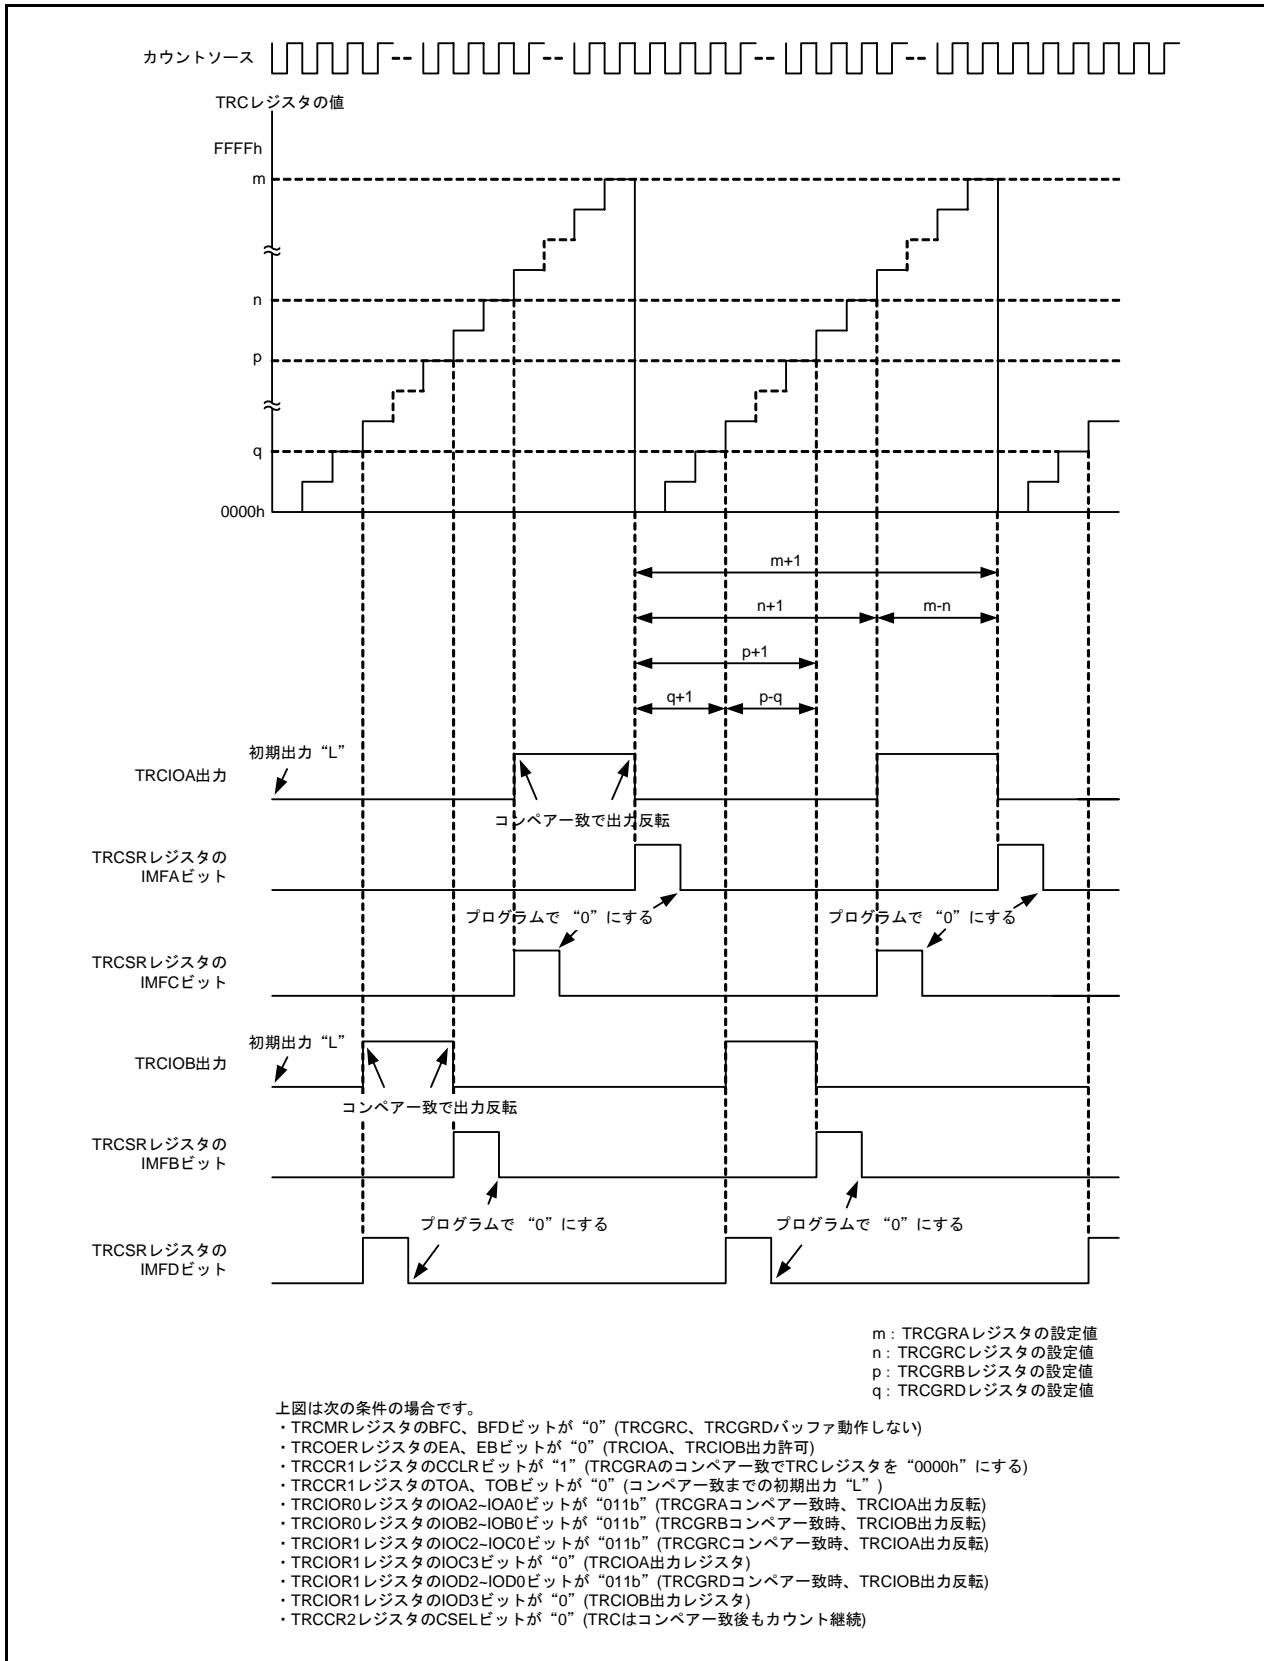 カウントソース
TRCレジスタの値
FFFFh
m
n
p
q
0000h
m+1
n+1
m-n
p+1
q+1
p-q
初期出力“L”
TRCIOA出力
コンペア一致で出力反転
TRCSRレジスタの
IMFAビット
プログラムで “0”にする
プログラムで “0”にする
TRCSRレジスタの
IMFCビット
初期出力“L”
TRCIOB出力
コンペア一致で出力反転
TRCSRレジスタの
IMFBビット
プログラムで “0”にする
プログラムで “0”にする
TRCSRレジスタの
IMFDビット
m : TRCGRAレジスタの設定値
n : TRCGRCレジスタの設定値
p : TRCGRBレジスタの設定値
q : TRCGRDレジスタの設定値
上図は次の条件の場合です。
・TRCMRレジスタのBFC、BFDビットが“0”(TRCGRC、TRCGRDバッファ動作しない)
・TRCOERレジスタのEA、EBビットが“0”(TRCIOA、TRCIOB出力許可)
・TRCCR1レジスタのCCLRビットが“1”(TRCGRAのコンペア一致でTRCレジスタを“0000h”にする)
・TRCCR1レジスタのTOA、TOBビットが“0”(コンペア一致までの初期出力“L”)
・TRCIOR0レジスタのIOA2~IOA0ビットが“011b”(TRCGRAコンペア一致時、TRCIOA出力反転)
・TRCIOR0レジスタのIOB2~IOB0ビットが“011b”(TRCGRBコンペア一致時、TRCIOB出力反転)
・TRCIOR1レジスタのIOC2~IOC0ビットが“011b”(TRCGRCコンペア一致時、TRCIOA出力反転)
・TRCIOR1レジスタのIOC3ビットが“0”(TRCIOA出力レジスタ)
・TRCIOR1レジスタのIOD2~IOD0ビットが“011b”(TRCGRDコンペア一致時、TRCIOB出力反転)
・TRCIOR1レジスタのIOD3ビットが“0”(TRCIOB出力レジスタ)
・TRCCR2レジスタのCSELビットが“0”(TRCはコンペア一致後もカウント継続)